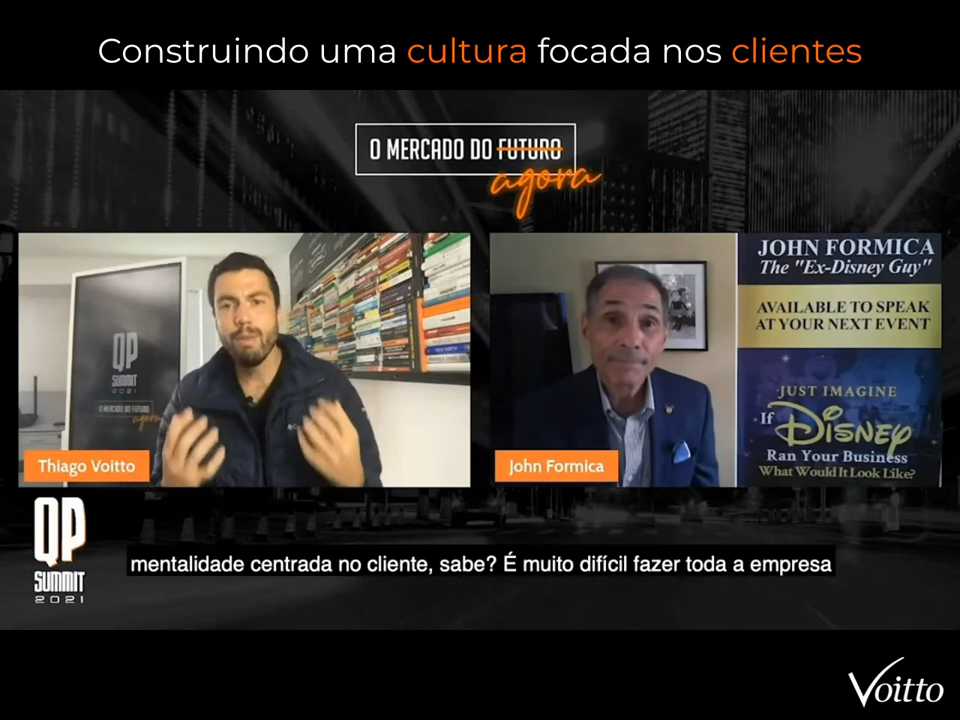 Construindo uma cultura focada nos clientes
O MERCADO DO FUTURO
agora
JOHN FORMICA
The "Ex-Disney Guy"
AVAILABLE TO SPEAK
AT YOUR NEXT EVENT
JUST IMAGINE
If DISNEY
Ran Your Business
What Would It Look Like?
QP
SUMMIT
2021
O MERCADO DO FUTURO
agora
Thiago Voitto
John Formica
QP
SUMMIT
2021
mentalidade centrada no cliente, sabe? É muito difícil fazer toda a empresa
Voitto